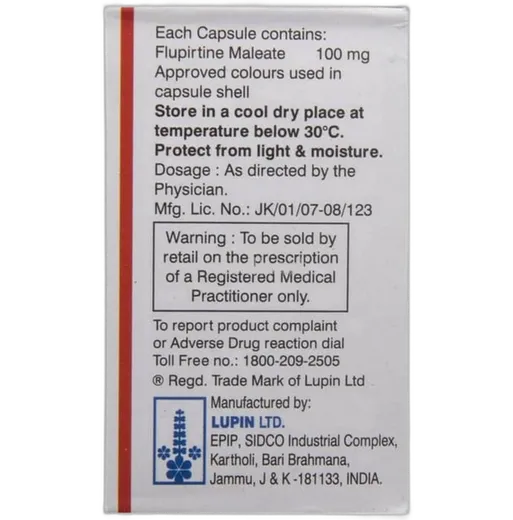 Each Capsule contains:
Flupirtine Maleate 100 mg
Approved colours used in
capsule shell
Store in a cool dry place at
temperature below 30°C.
Protect from light & moisture.
Dosage : As directed by the
Physician.
Mfg. Lic. No.: JK/01/07-08/123
Warning : To be sold by
retail on the prescription
of a Registered Medical
Practitioner only.
To report product complaint
or Adverse Drug reaction dial
Toll Free no.: 1800-209-2505
® Regd. Trade Mark of Lupin Ltd
Manufactured by:
LUPIN LTD.
EPIP, SIDCO Industrial Complex,
Kartholi, Bari Brahmana,
Jammu, J & K -181133, INDIA.